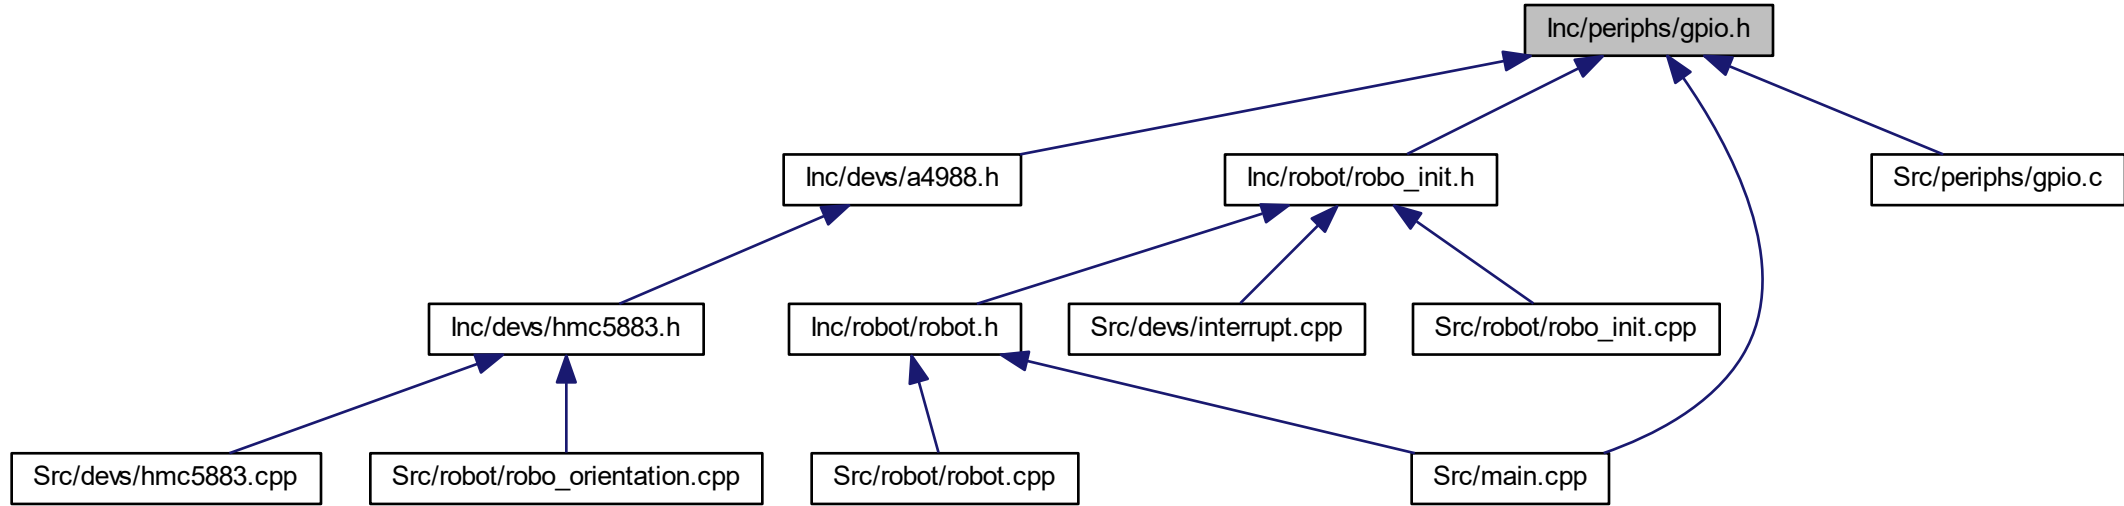 Inc/periphs/gpio.h
Inc/devs/a4988.h
Inc/robot/robo_init.h
Src/periphs/gpio.c
Inc/devs/hmc5883.h
Inc/robot/robot.h
Src/devs/interrupt.cpp
Src/robot/robo_init.cpp
Src/devs/hmc5883.cpp
Src/robot/robo_orientation.cpp
Src/robot/robot.cpp
Src/main.cpp